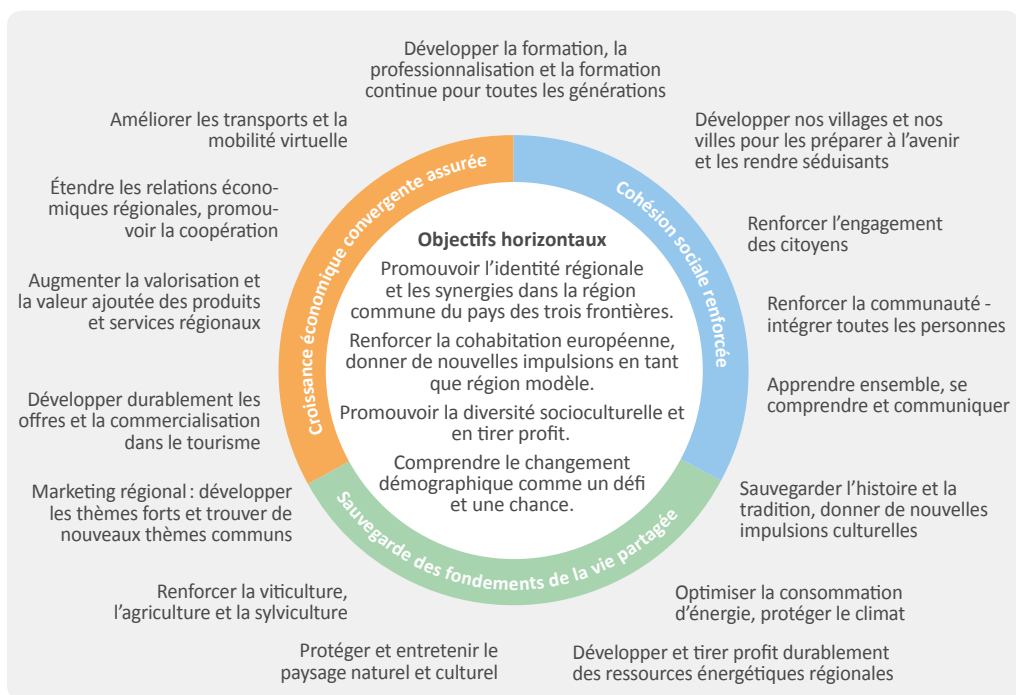 Développer la formation, la
professionnalisation et la formation
continue pour toutes les générations
Améliorer les transports et la
mobilité virtuelle
Étendre les relations écono-
miques régionales, promou-
voir la coopération
Augmenter la valorisation et
la valeur ajoutée des produits
et services régionaux
Développer durablement les
offres et la commercialisation
dans le tourisme
Marketing régional : développer
les thèmes forts et trouver de
nouveaux thèmes communs
Renforcer la viticulture,
l’agriculture et la sylviculture
Protéger et entretenir le
paysage naturel et culturel
Croissance économique convergente assurée
Cohésion sociale renforcée
Sauvegarde des fondements de la vie partagée
Objectifs horizontaux
Promouvoir l’identité régionale
et les synergies dans la région
commune du pays des trois frontières.
Renforcer la cohabitation européenne,
donner de nouvelles impulsions en tant
que région modèle.
Promouvoir la diversité socioculturelle et
en tirer profit.
Comprendre le changement
démographique comme un défi
et une chance.
Développer nos villages et nos
villes pour les préparer à l’avenir
et les rendre séduisants
Renforcer l’engagement
des citoyens
Renforcer la communauté -
intégrer toutes les personnes
Apprendre ensemble, se
comprendre et communiquer
Sauvegarder l’histoire et la
tradition, donner de nouvelles
impulsions culturelles
Optimiser la consommation
d’énergie, protéger le climat
Développer et tirer profit durablement
des ressources énergétiques régionales